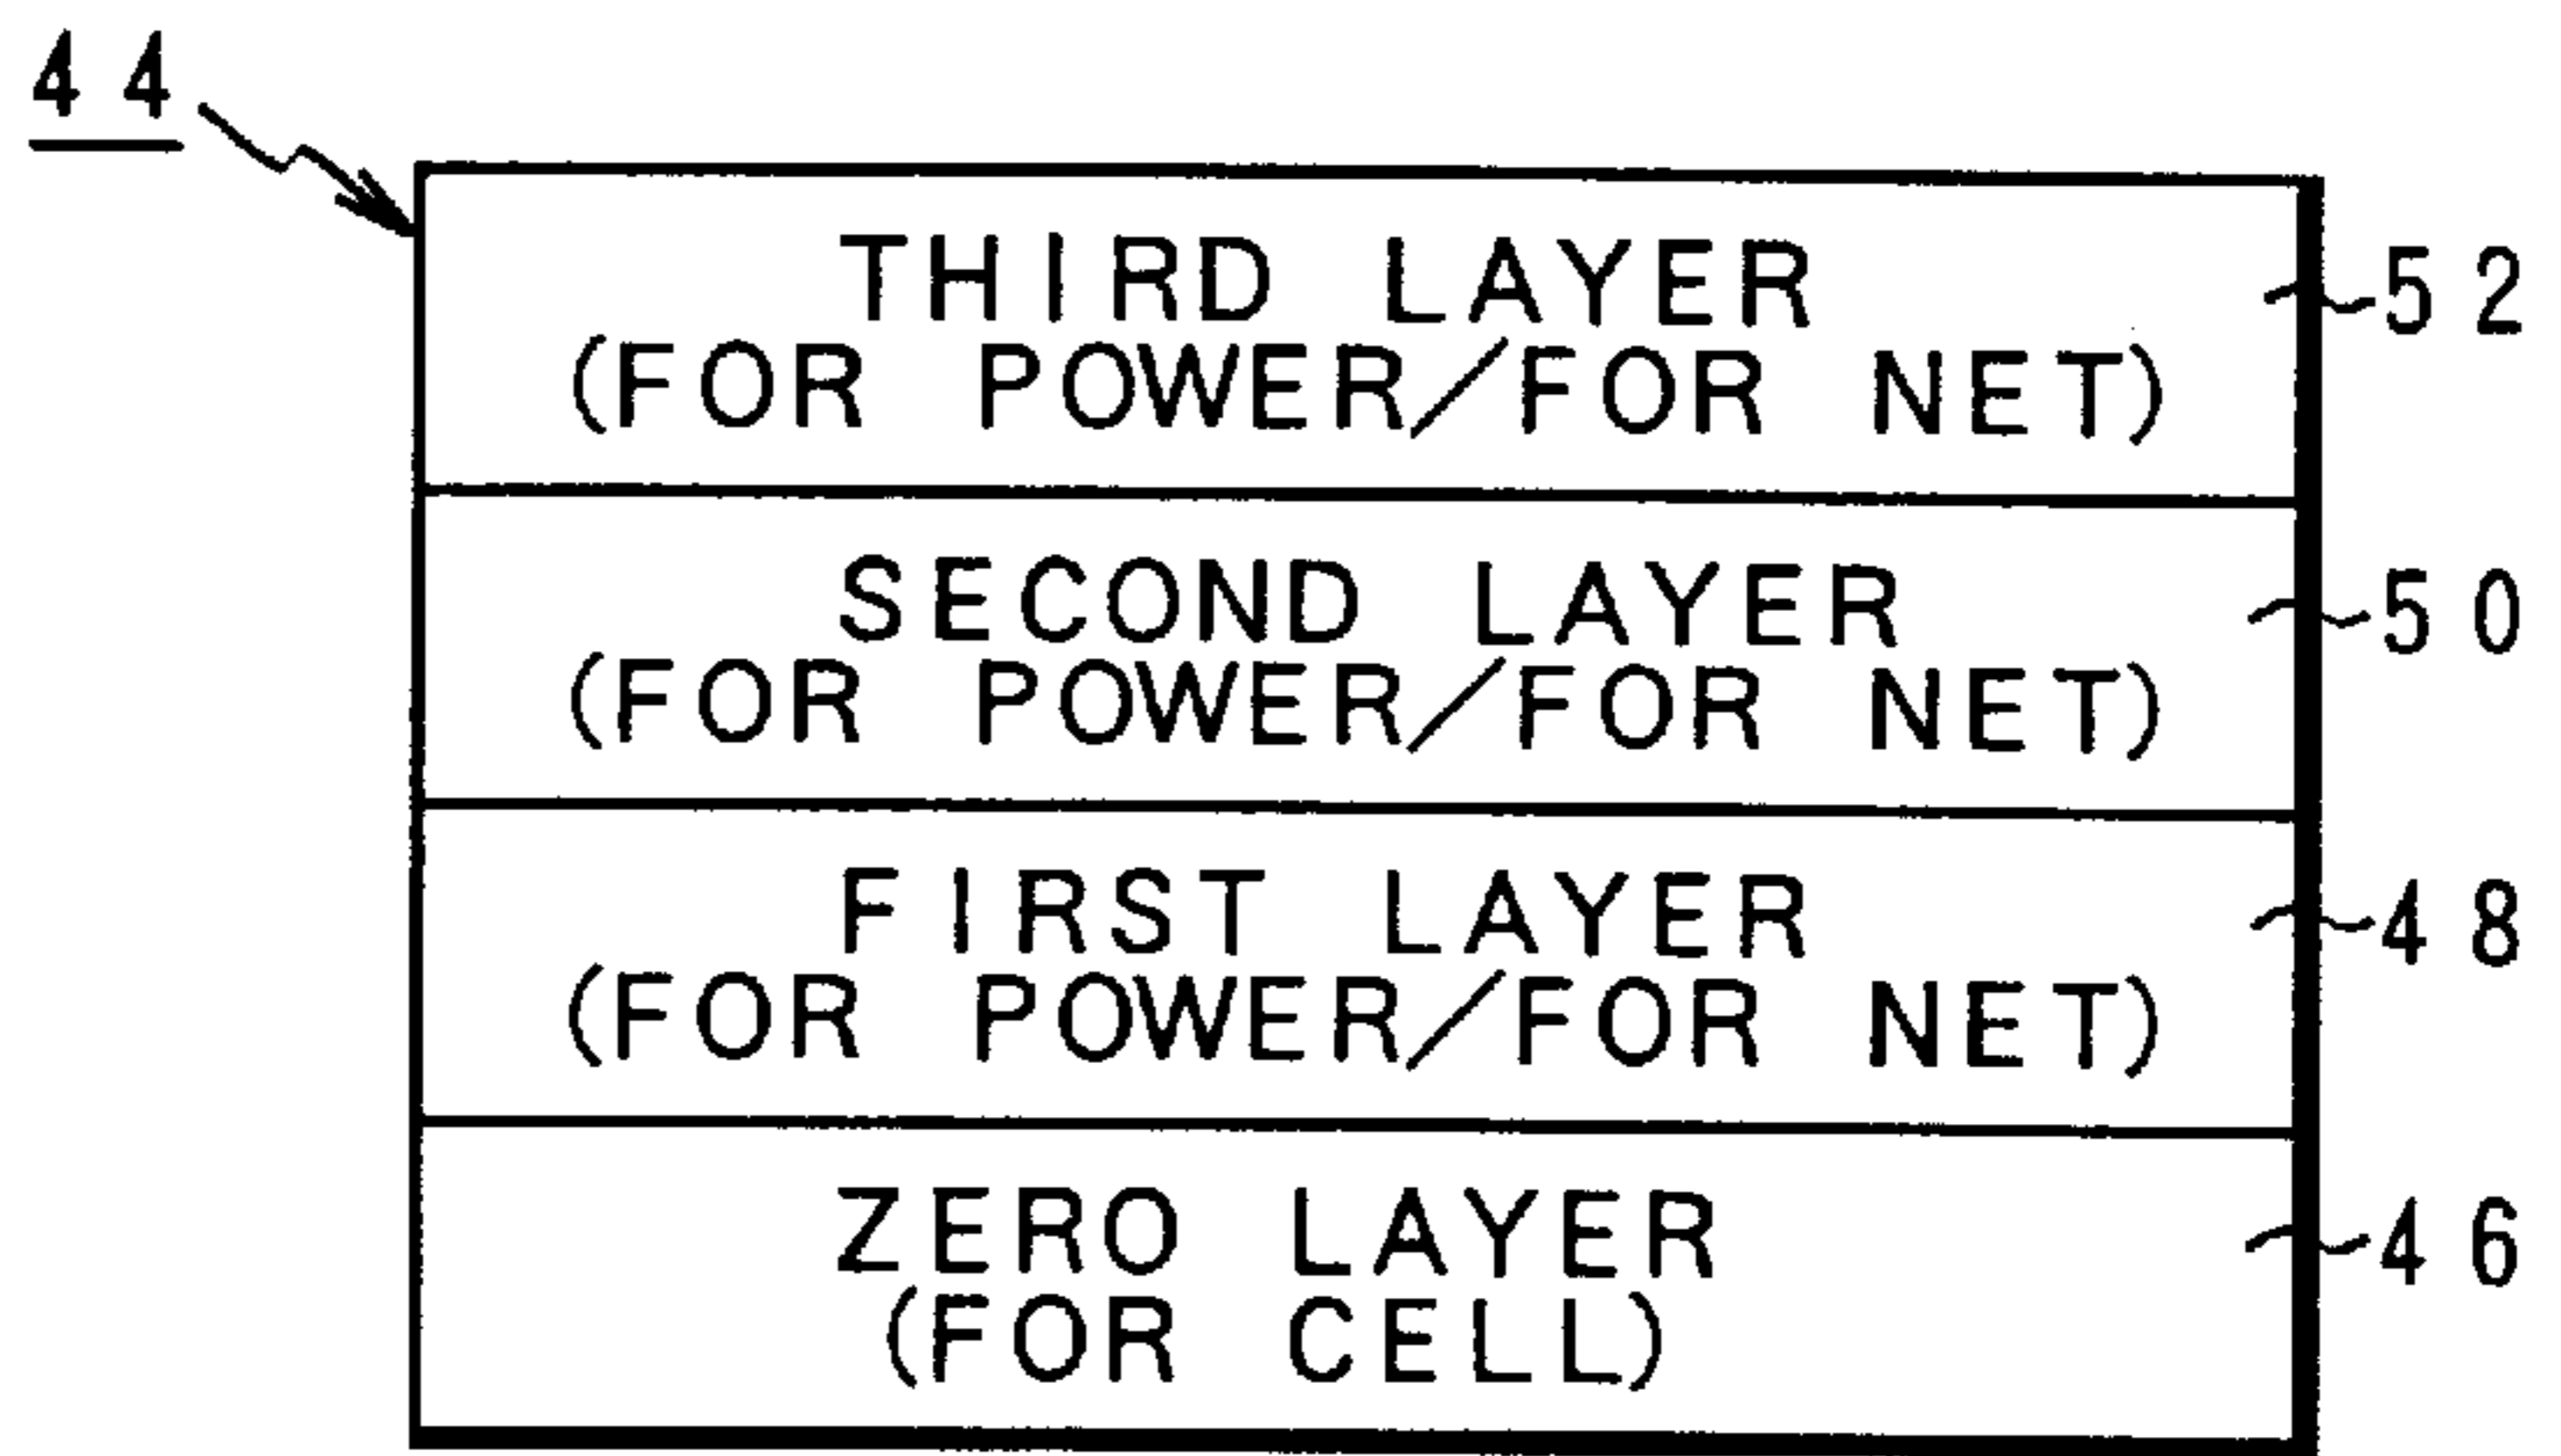 44
THIRD LAYER
(FOR POWER/FOR NET)
52
SECOND LAYER
(FOR POWER/FOR NET)
50
FIRST LAYER
(FOR POWER/FOR NET)
48
ZERO LAYER
(FOR CELL)
46